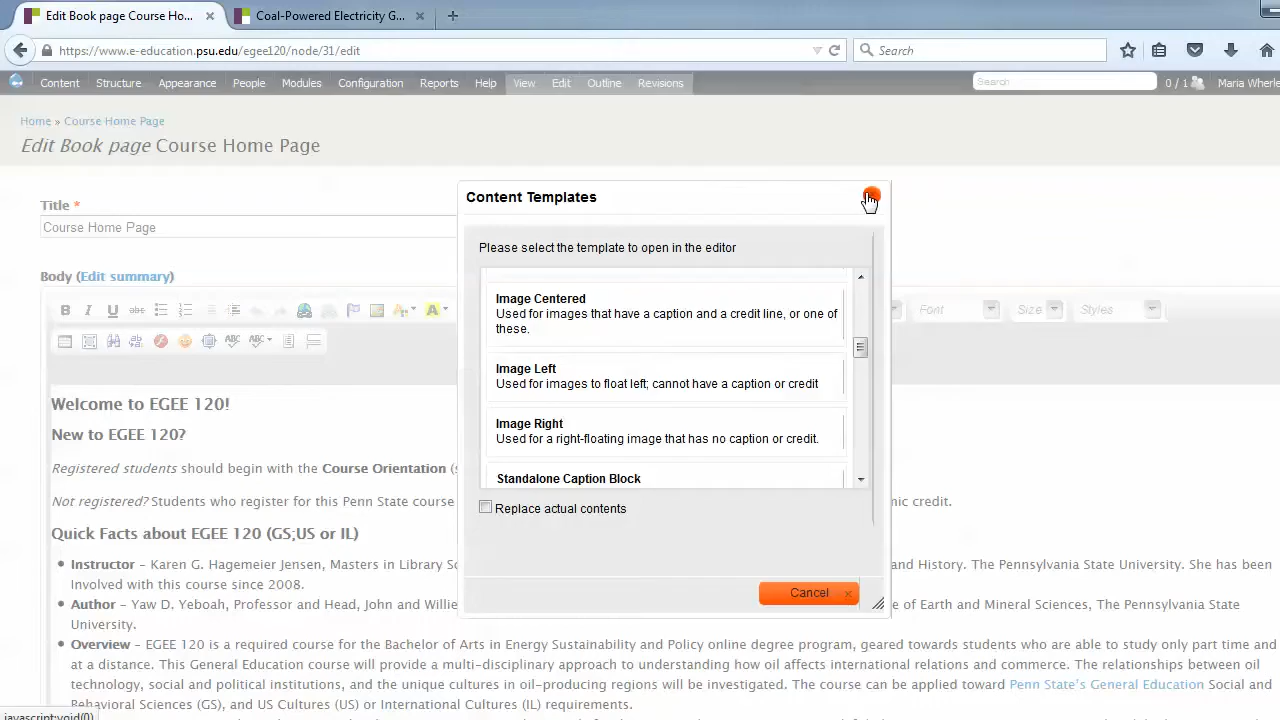 Edit Book page Course Home Pa... ×
Coal-Powered Electricity G... ×
https://www.e-education.psu.edu/egee120/node/31/edit
Search
Content Structure Appearance People Modules Configuration Reports Help View Edit Outline Revisions
Search
0 / 1
Maria Wherle
Home » Course Home Page
Edit Book page Course Home Page
Content Templates
Title *
Course Home Page
Please select the template to open in the editor
Body (Edit summary)
Image Centered
Used for images that have a caption and a credit line, or one of
these.
B I U abc
Font Size Styles
ABC ABC
Image Left
Used for images to float left; cannot have a caption or credit
Image Right
Used for a right-floating image that has no caption or credit.
Standalone Caption Block
Replace actual contents
Cancel
Welcome to EGEE 120!
New to EGEE 120?
Registered students should begin with the Course Orientation (
Not registered? Students who register for this Penn State course
nic credit.
Quick Facts about EGEE 120 (GS;US or IL)
Instructor – Karen G. Hagemeier Jensen, Masters in Library Sc
and History. The Pennsylvania State University. She has been
Involved with this course since 2008.
Author – Yaw D. Yeboah, Professor and Head, John and Willie
e of Earth and Mineral Sciences, The Pennsylvania State
University.
Overview – EGEE 120 is a required course for the Bachelor of Arts in Energy Sustainability and Policy online degree program, geared towards students who are able to study only part time and
at a distance. This General Education course will provide a multi-disciplinary approach to understanding how oil affects international relations and commerce. The relationships between oil
technology, social and political institutions, and the unique cultures in oil-producing regions will be investigated. The course can be applied toward Penn State's General Education Social and
Behavioral Sciences (GS), and US Cultures (US) or International Cultures (IL) requirements.
javascript:void(0)